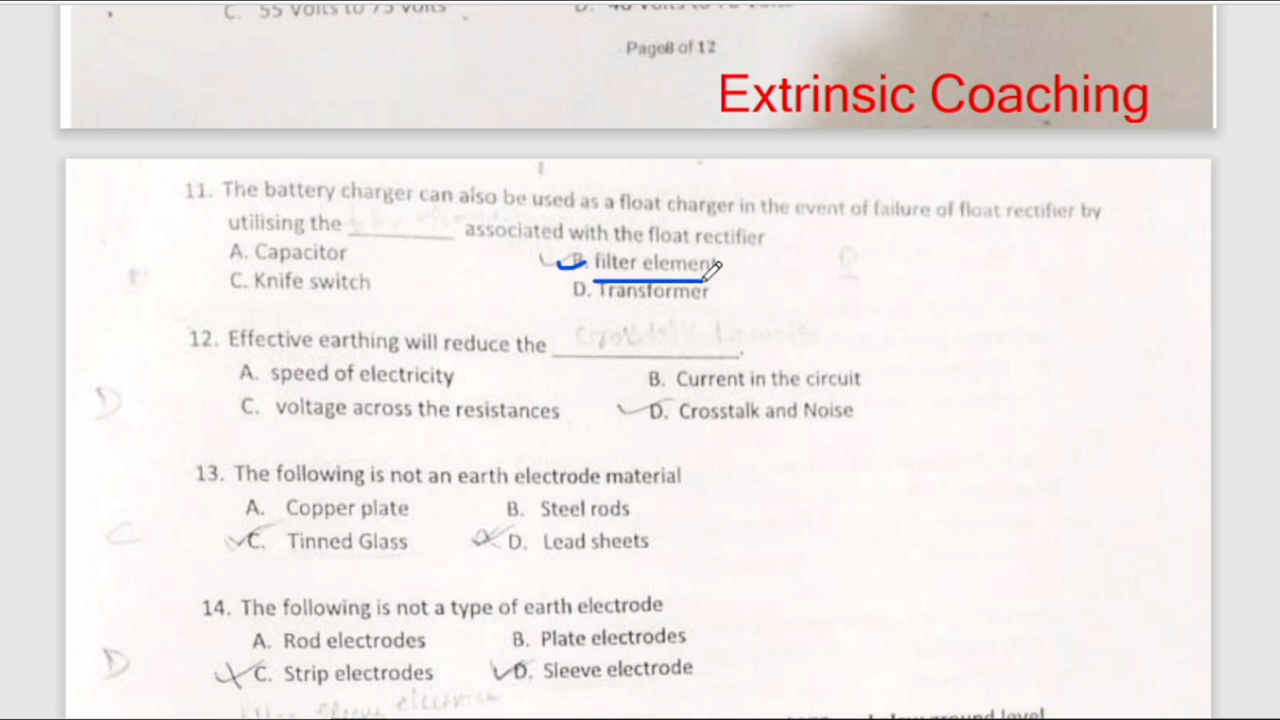 C. 55 Volts to 75 Volts
Page8 of 12
Extrinsic Coaching
11. The battery charger can also be used as a float charger in the event of failure of float rectifier by
utilising the __________ associated with the float rectifier
A. Capacitor B. filter element
C. Knife switch D. Transformer
12. Effective earthing will reduce the __________________.
A. speed of electricity B. Current in the circuit
D
C. voltage across the resistances D. Crosstalk and Noise
13. The following is not an earth electrode material
A. Copper plate B. Steel rods
C
C. Tinned Glass D. Lead sheets
14. The following is not a type of earth electrode
A. Rod electrodes B. Plate electrodes
D
C. Strip electrodes D. Sleeve electrode